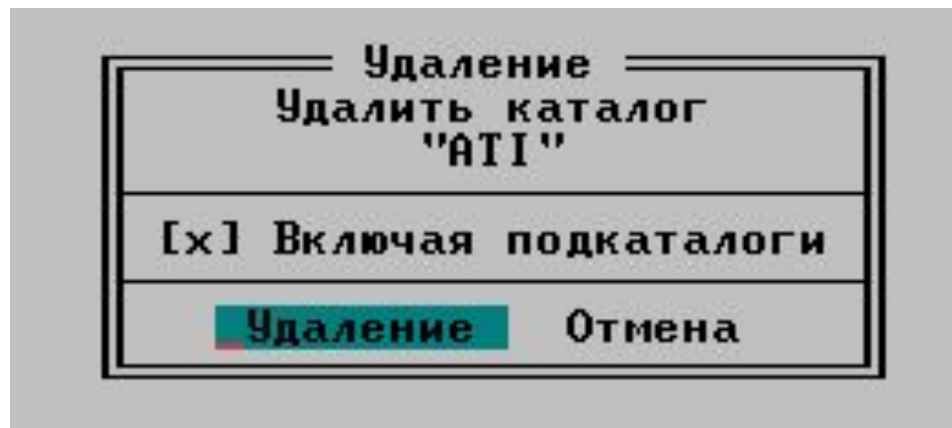 Удаление
Удалить каталог
"ATI"
[x] Включая подкаталоги
Удаление Отмена